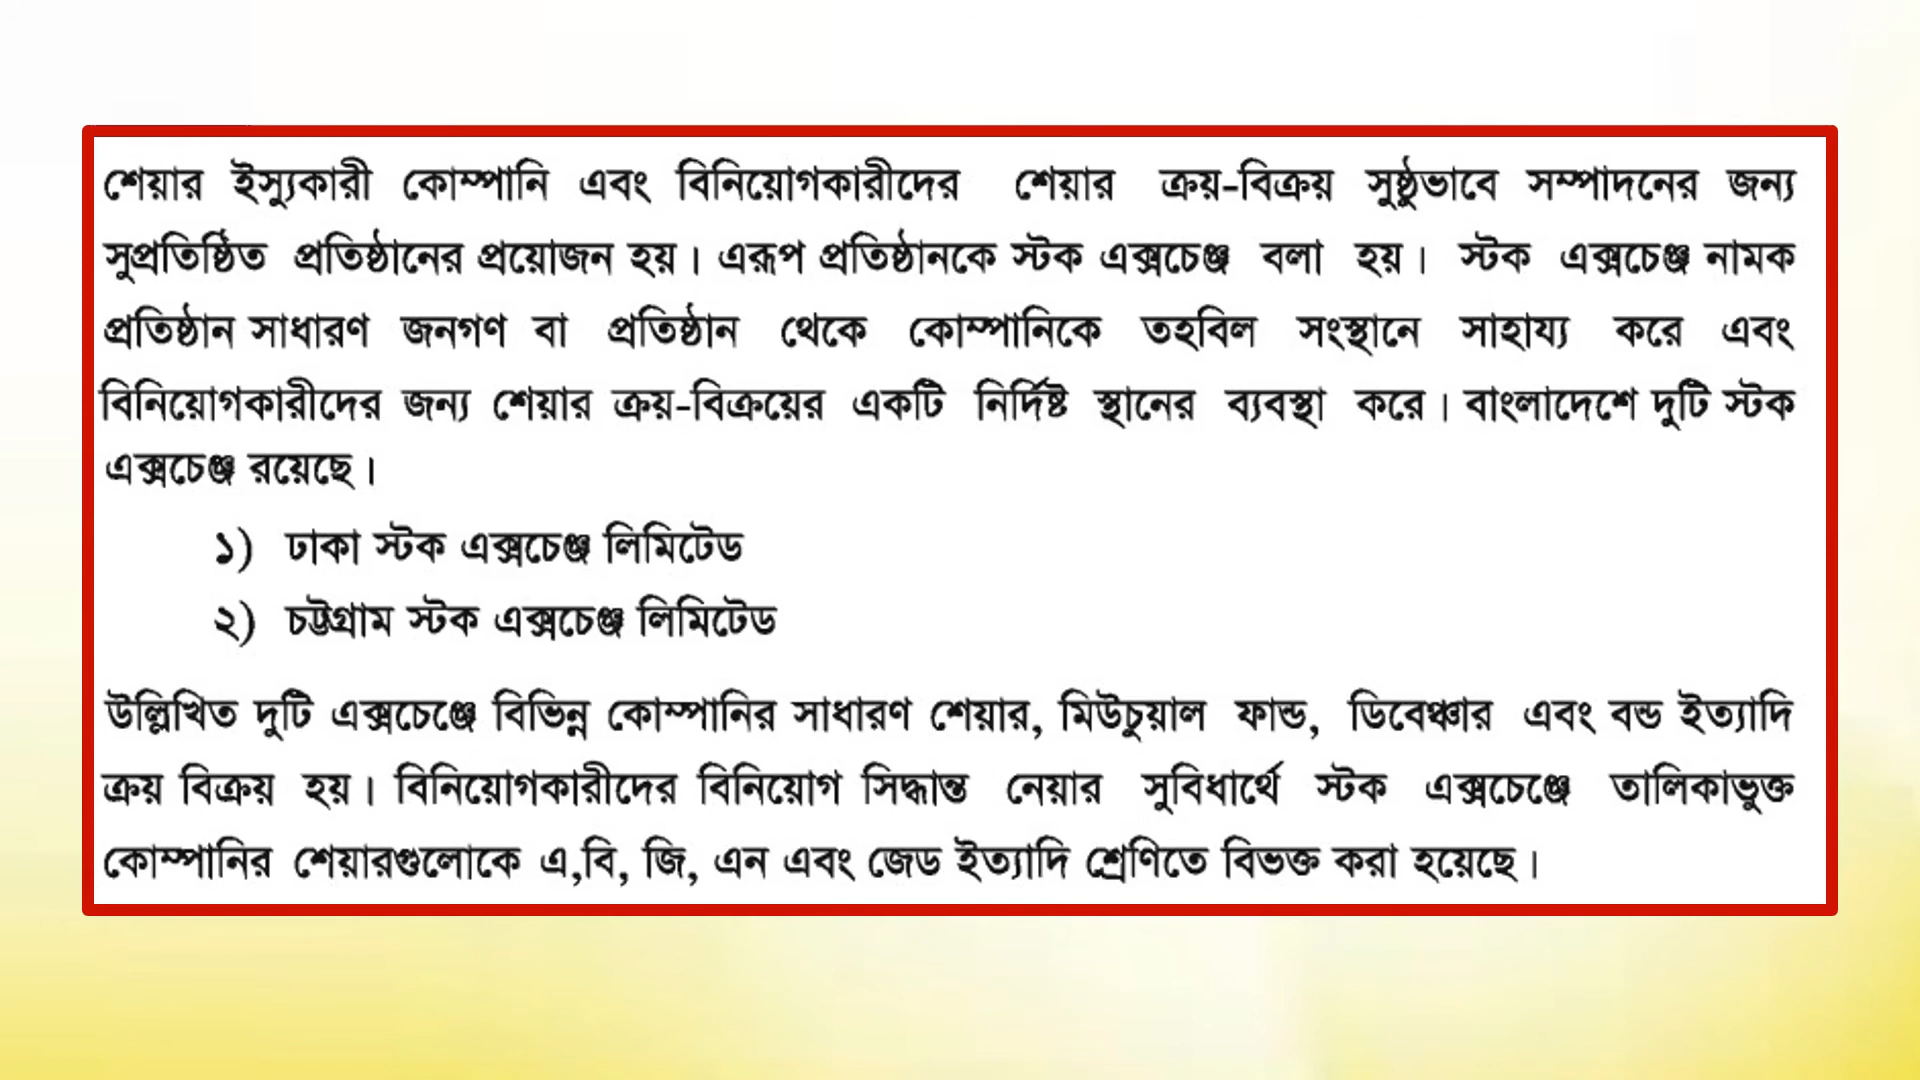 শেয়ার ইস্যুকারী কোম্পানি এবং বিনিয়োগকারীদের শেয়ার ক্রয়-বিক্রয় সুষ্ঠুভাবে সম্পাদনের জন্য
সুপ্রতিষ্ঠিত প্রতিষ্ঠানের প্রয়োজন হয়। এরূপ প্রতিষ্ঠানকে স্টক এক্সচেঞ্জ বলা হয়। স্টক এক্সচেঞ্জ নামক
প্রতিষ্ঠান সাধারণ জনগণ বা প্রতিষ্ঠান থেকে কোম্পানিকে তহবিল সংস্থানে সাহায্য করে এবং
বিনিয়োগকারীদের জন্য শেয়ার ক্রয়-বিক্রয়ের একটি নির্দিষ্ট স্থানের ব্যবস্থা করে। বাংলাদেশে দুটি স্টক
এক্সচেঞ্জ রয়েছে।
১) ঢাকা স্টক এক্সচেঞ্জ লিমিটেড
২) চট্টগ্রাম স্টক এক্সচেঞ্জ লিমিটেড
উল্লিখিত দুটি এক্সচেঞ্জে বিভিন্ন কোম্পানির সাধারণ শেয়ার, মিউচুয়াল ফান্ড, ডিবেঞ্চার এবং বন্ড ইত্যাদি
ক্রয় বিক্রয় হয়। বিনিয়োগকারীদের বিনিয়োগ সিদ্ধান্ত নেয়ার সুবিধার্থে স্টক এক্সচেঞ্জে তালিকাভুক্ত
কোম্পানির শেয়ারগুলোকে এ,বি, জি, এন এবং জেড ইত্যাদি শ্রেণিতে বিভক্ত করা হয়েছে।